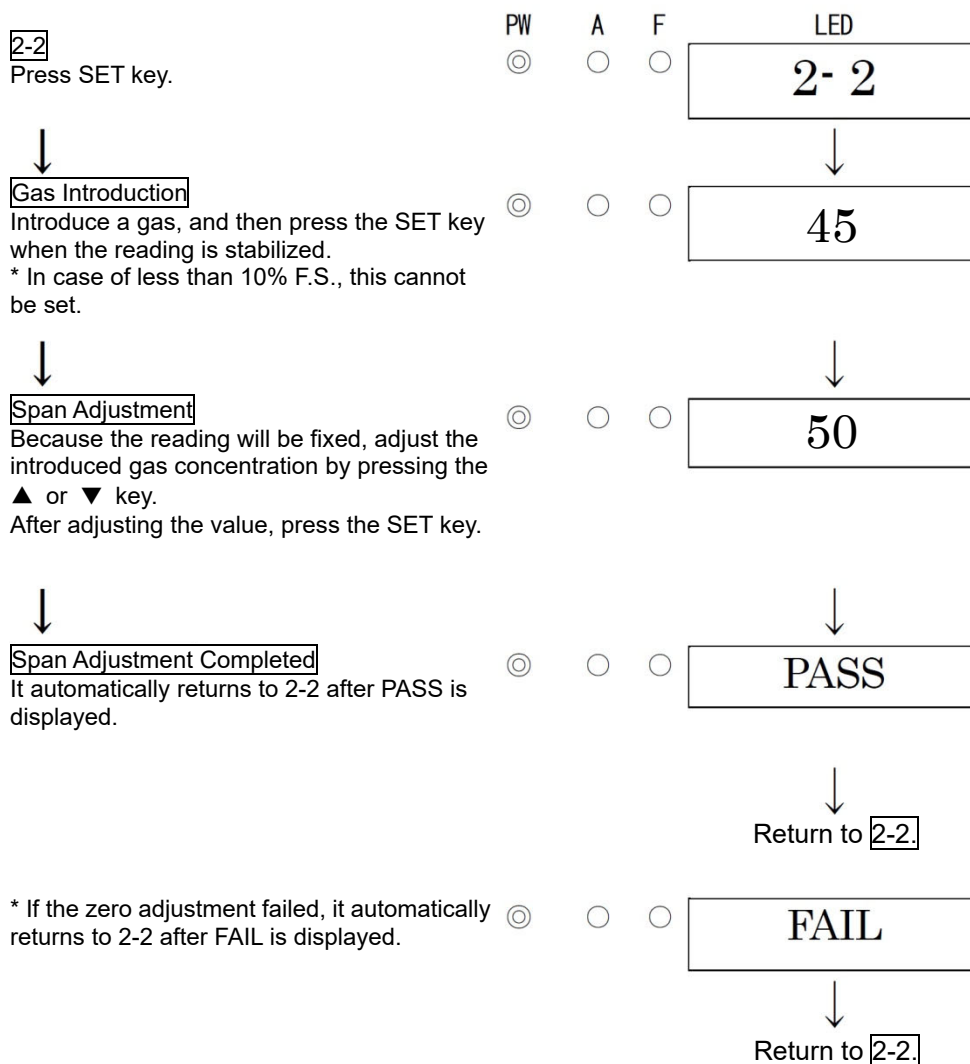 PW A F LED
2-2
Press SET key.
2- 2
Gas Introduction
Introduce a gas, and then press the SET key
when the reading is stabilized.
* In case of less than 10% F.S., this cannot
be set.
45
Span Adjustment
Because the reading will be fixed, adjust the
introduced gas concentration by pressing the
▲ or ▼ key.
After adjusting the value, press the SET key.
50
Span Adjustment Completed
It automatically returns to 2-2 after PASS is
displayed.
PASS
Return to 2-2.
* If the zero adjustment failed, it automatically
returns to 2-2 after FAIL is displayed.
FAIL
Return to 2-2.